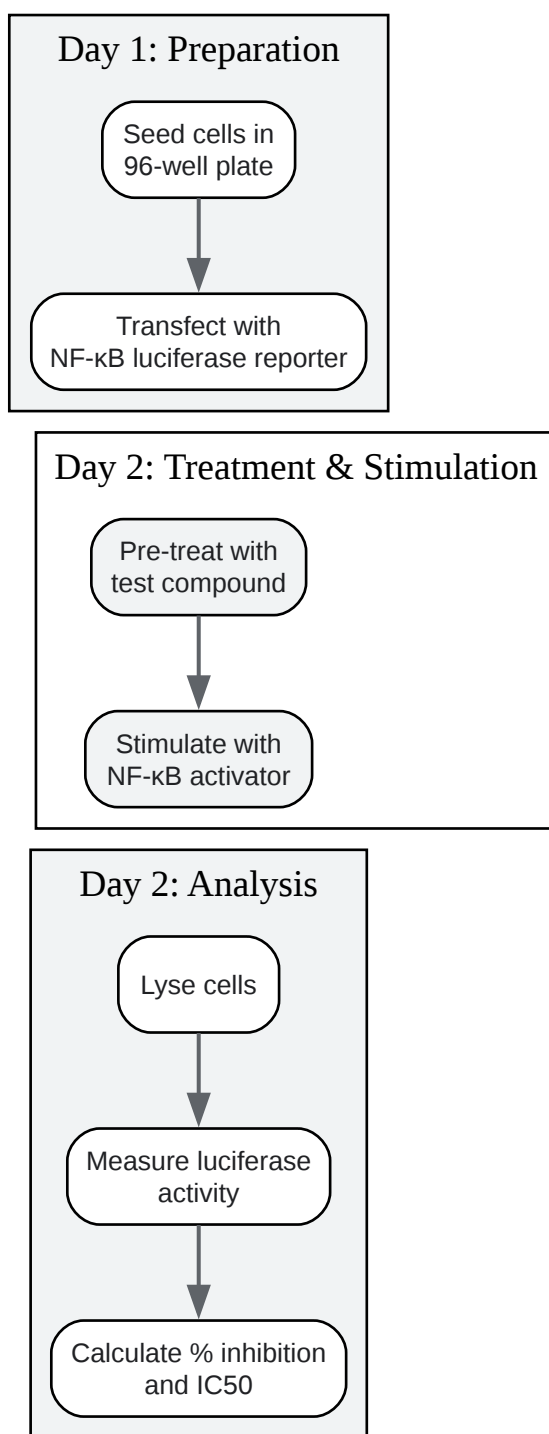 Day 1: Preparation
Seed cells in
96-well plate
Transfect with
NF-κB luciferase reporter
Day 2: Treatment & Stimulation
Pre-treat with
test compound
Stimulate with
NF-κB activator
Day 2: Analysis
Lyse cells
Measure luciferase
activity
Calculate % inhibition
and IC50